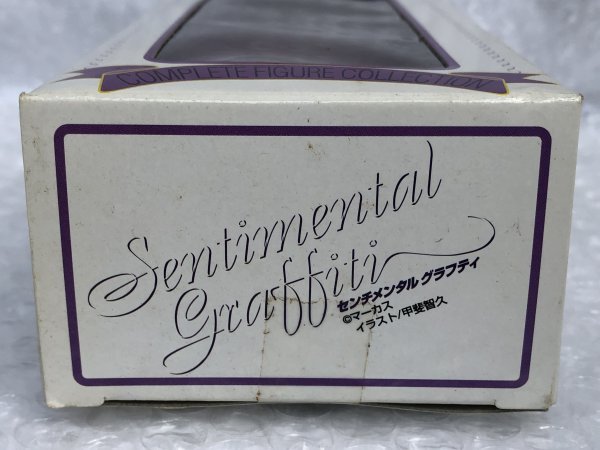 COMPLETE FIGURE COLLECTION
Sentimental
Graffiti
センチメンタル グラフティ
©マーカス
イラスト/甲斐智久